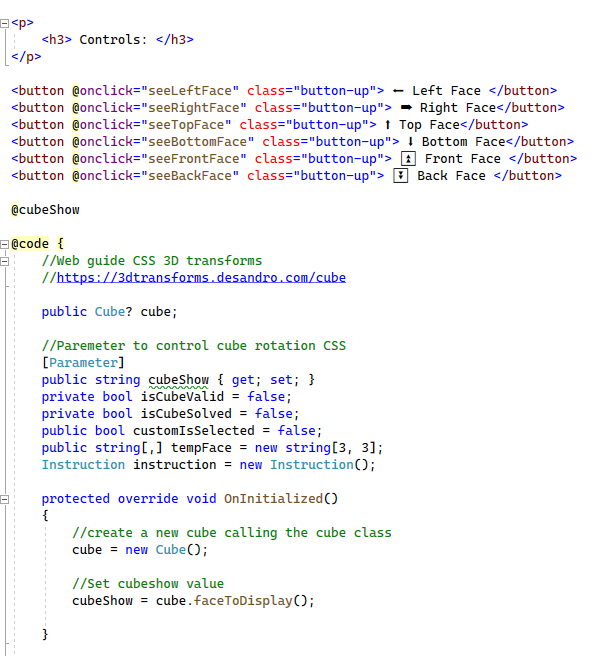 <p>
<h3> Controls: </h3>
</p>
<button @onclick="seeLeftFace" class="button-up"> 🠔 Left Face </button>
<button @onclick="seeRightFace" class="button-up"> ➡ Right Face</button>
<button @onclick="seeTopFace" class="button-up"> ⭡ Top Face</button>
<button @onclick="seeBottomFace" class="button-up"> ⭣ Bottom Face</button>
<button @onclick="seeFrontFace" class="button-up"> ⍐ Front Face </button>
<button @onclick="seeBackFace" class="button-up"> ⍗ Back Face </button>
@cubeShow
@code {
//Web guide CSS 3D transforms
//https://3dtransforms.desandro.com/cube
public Cube? cube;
//Paremeter to control cube rotation CSS
[Parameter]
public string cubeShow { get; set; }
private bool isCubeValid = false;
private bool isCubeSolved = false;
public bool customIsSelected = false;
public string[,] tempFace = new string[3, 3];
Instruction instruction = new Instruction();
protected override void OnInitialized()
{
//create a new cube calling the cube class
cube = new Cube();
//Set cubeshow value
cubeShow = cube.faceToDisplay();
}